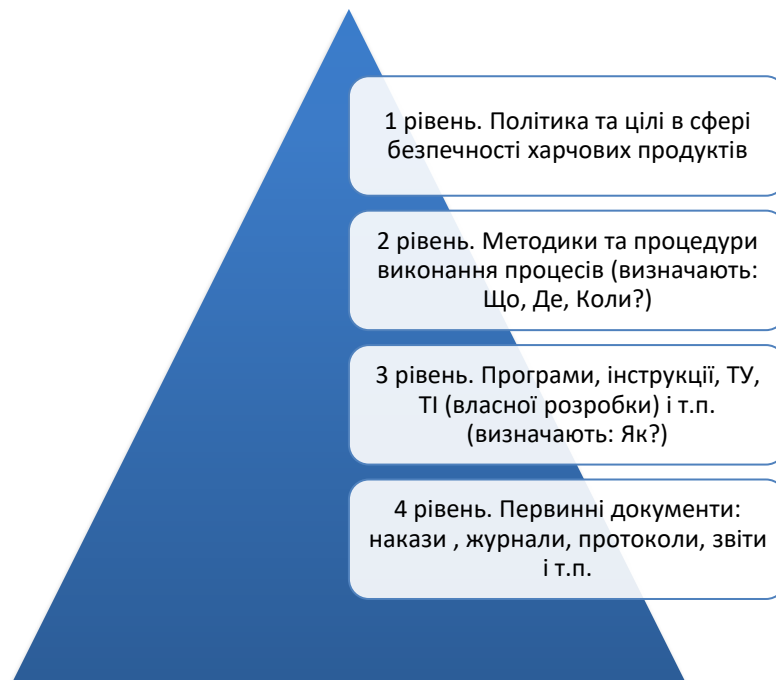 1 рівень. Політика та цілі в сфері
безпечності харчових продуктів
2 рівень. Методики та процедури
виконання процесів (визначають:
Що, Де, Коли?)
3 рівень. Програми, інструкції, ТУ,
ТІ (власної розробки) і т.п.
(визначають: Як?)
4 рівень. Первинні документи:
накази , журнали, протоколи, звіти
і т.п.